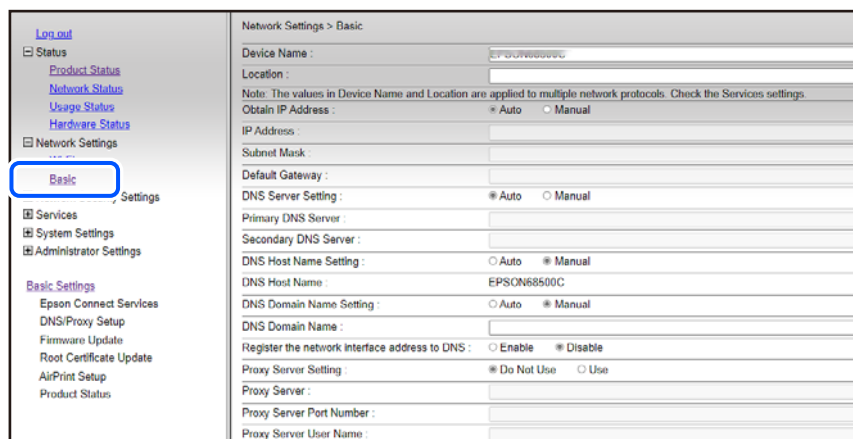 Log out
Status
Product Status
Network Status
Usage Status
Hardware Status
Network Settings
Basic
Settings
Services
System Settings
Administrator Settings
Basic Settings
Epson Connect Services
DNS/Proxy Setup
Firmware Update
Root Certificate Update
AirPrint Setup
Product Status
Network Settings > Basic
Device Name :
Location :
Note: The values in Device Name and Location are applied to multiple network protocols. Check the Services settings.
Obtain IP Address : Auto Manual
IP Address :
Subnet Mask :
Default Gateway :
DNS Server Setting : Auto Manual
Primary DNS Server :
Secondary DNS Server :
DNS Host Name Setting : Auto Manual
DNS Host Name : EPSON68500C
DNS Domain Name Setting : Auto Manual
DNS Domain Name :
Register the network interface address to DNS : Enable Disable
Proxy Server Setting : Do Not Use Use
Proxy Server :
Proxy Server Port Number :
Proxy Server User Name :